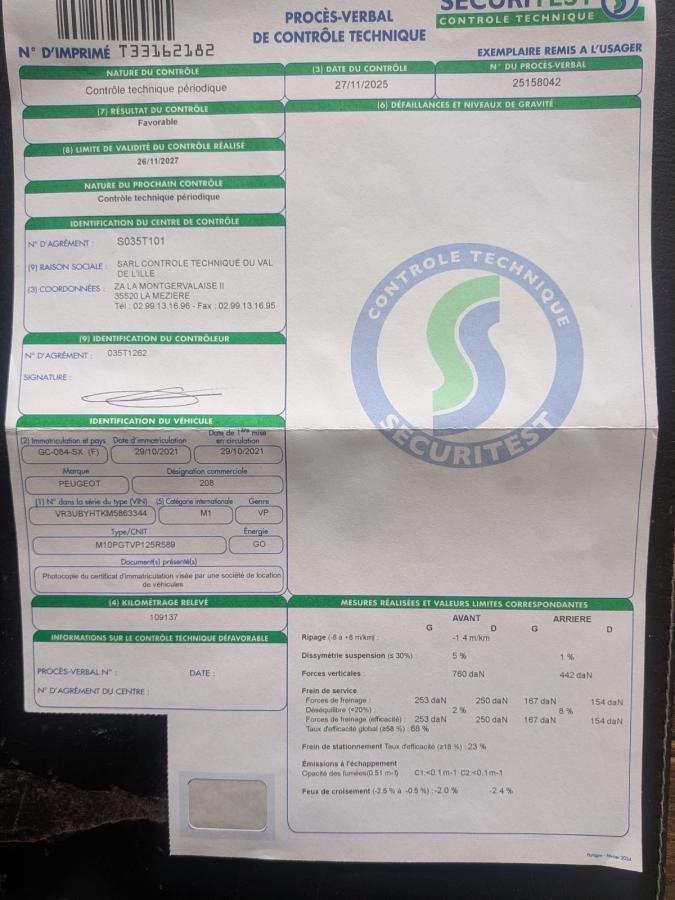 SECURITEST
CONTROLE TECHNIQUE
PROCÈS-VERBAL
DE CONTRÔLE TECHNIQUE
N° D'IMPRIMÉ T33162182
EXEMPLAIRE REMIS A L'USAGER
NATURE DU CONTRÔLE
Contrôle technique périodique
(3) DATE DU CONTRÔLE
27/11/2025
N° DU PROCÈS-VERBAL
25158042
(7) RÉSULTAT DU CONTRÔLE
Favorable
(6) DÉFAILLANCES ET NIVEAUX DE GRAVITÉ
(8) LIMITE DE VALIDITÉ DU CONTRÔLE RÉALISÉ
26/11/2027
NATURE DU PROCHAIN CONTRÔLE
Contrôle technique périodique
IDENTIFICATION DU CENTRE DE CONTRÔLE
N° D'AGRÉMENT : S035T101
(9) RAISON SOCIALE : SARL CONTROLE TECHNIQUE DU VAL
DE L'ILLE
(3) COORDONNÉES : ZA LA MONTGERVALAISE II
35520 LA MEZIERE
Tél : 02.99.13.16.96 - Fax : 02.99.13.16.95
(9) IDENTIFICATION DU CONTRÔLEUR
N° D'AGRÉMENT : 035T1262
SIGNATURE :
CONTROLE TECHNIQUE
SECURITEST
IDENTIFICATION DU VÉHICULE
(2) Immatriculation et pays Date d'immatriculation Date de 1ère mise
en circulation
GC-084-SX (F) 29/10/2021 29/10/2021
Marque Désignation commerciale
PEUGEOT 208
(1) N° dans la série du type (VIN) (5) Catégorie internationale Genre
VR3UBYHTKM5863344 M1 VP
Type/CNIT Énergie
M10PGTVP125R589 GO
Document(s) présenté(s)
Photocopie du certificat d'immatriculation visée par une société de location
de véhicules
(4) KILOMÉTRAGE RELEVÉ
109137
INFORMATIONS SUR LE CONTRÔLE TECHNIQUE DÉFAVORABLE
PROCÈS-VERBAL N° : DATE :
N° D'AGRÉMENT DU CENTRE :
MESURES RÉALISÉES ET VALEURS LIMITES CORRESPONDANTES
AVANT ARRIERE
G D G D
Ripage (-8 à +8 m/km) : -1.4 m/km
Dissymétrie suspension (≤ 30%) : 5 % 1 %
Forces verticales : 760 daN 442 daN
Frein de service
Forces de freinage : 253 daN 250 daN 167 daN 154 daN
Déséquilibre (<20%) : 2 % 8 %
Forces de freinage (efficacité) : 253 daN 250 daN 167 daN 154 daN
Taux d'efficacité global (≥58 %) : 68 %
Frein de stationnement Taux d'efficacité (≥18 %) : 23 %
Émissions à l'échappement
Opacité des fumées(0.51 m-1) C1:<0.1m-1 C2:<0.1m-1
Feux de croisement (-2.5 % à -0.5 %) :-2.0 % -2.4 %